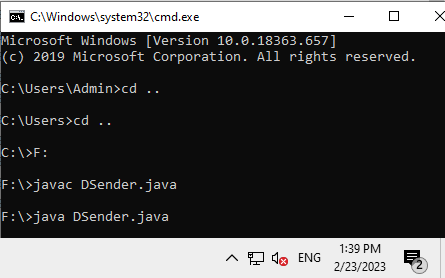 C:\Windows\system32\cmd.exe
Microsoft Windows [Version 10.0.18363.657]
(c) 2019 Microsoft Corporation. All rights reserved.
C:\Users\Admin>cd ..
C:\Users>cd ..
C:\>F:
F:\>javac DSender.java
F:\>java DSender.java
ENG
1:39 PM
2/23/2023
2